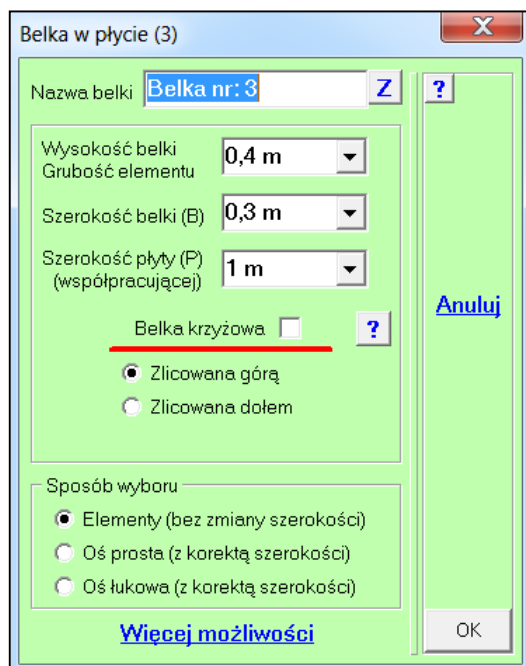 Belka w płycie (3)
X
Nazwa belki Belka nr: 3 Z ?
Wysokość belki
Grubość elementu 0,4 m
Szerokość belki (B) 0,3 m
Szerokość płyty (P)
(współpracującej) 1 m
Anuluj
Belka krzyżowa ?
Zlicowana górą
Zlicowana dołem
Sposób wyboru
Elementy (bez zmiany szerokości)
Oś prosta (z korektą szerokości)
Oś łukowa (z korektą szerokości)
Więcej możliwości
OK